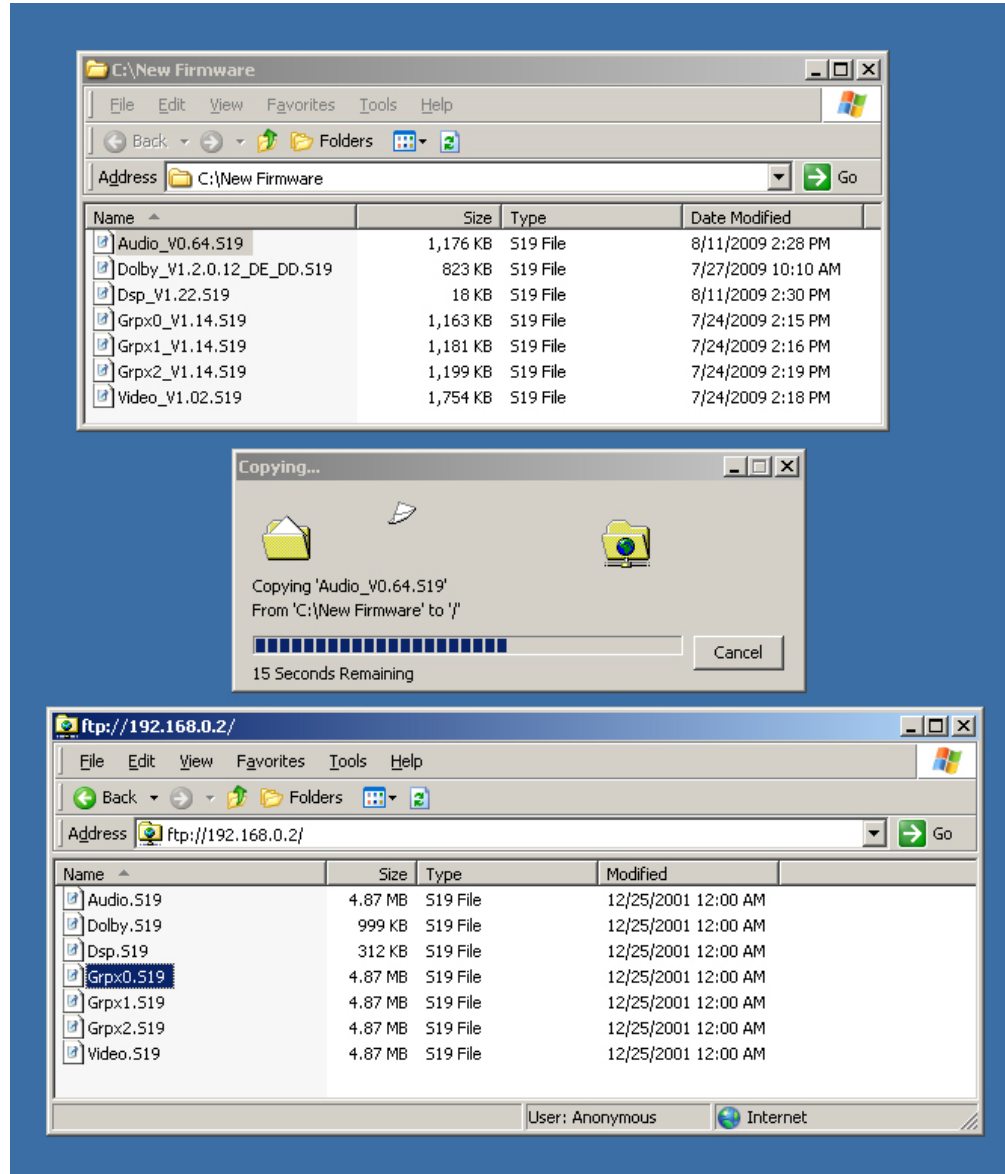 C:\New Firmware
File Edit View Favorites Tools Help
Back Folders
Address C:\New Firmware Go
Name Size Type Date Modified
Audio_V0.64.S19 1,176 KB S19 File 8/11/2009 2:28 PM
Dolby_V1.2.0.12_DE_DD.S19 823 KB S19 File 7/27/2009 10:10 AM
Dsp_V1.22.S19 18 KB S19 File 8/11/2009 2:30 PM
Grpx0_V1.14.S19 1,163 KB S19 File 7/24/2009 2:15 PM
Grpx1_V1.14.S19 1,181 KB S19 File 7/24/2009 2:16 PM
Grpx2_V1.14.S19 1,199 KB S19 File 7/24/2009 2:19 PM
Video_V1.02.S19 1,754 KB S19 File 7/24/2009 2:18 PM
Copying...
Copying 'Audio_V0.64.S19'
From 'C:\New Firmware' to '/'
Cancel
15 Seconds Remaining
ftp://192.168.0.2/
File Edit View Favorites Tools Help
Back Folders
Address ftp://192.168.0.2/ Go
Name Size Type Modified
Audio.S19 4.87 MB S19 File 12/25/2001 12:00 AM
Dolby.S19 999 KB S19 File 12/25/2001 12:00 AM
Dsp.S19 312 KB S19 File 12/25/2001 12:00 AM
Grpx0.S19 4.87 MB S19 File 12/25/2001 12:00 AM
Grpx1.S19 4.87 MB S19 File 12/25/2001 12:00 AM
Grpx2.S19 4.87 MB S19 File 12/25/2001 12:00 AM
Video.S19 4.87 MB S19 File 12/25/2001 12:00 AM
User: Anonymous Internet